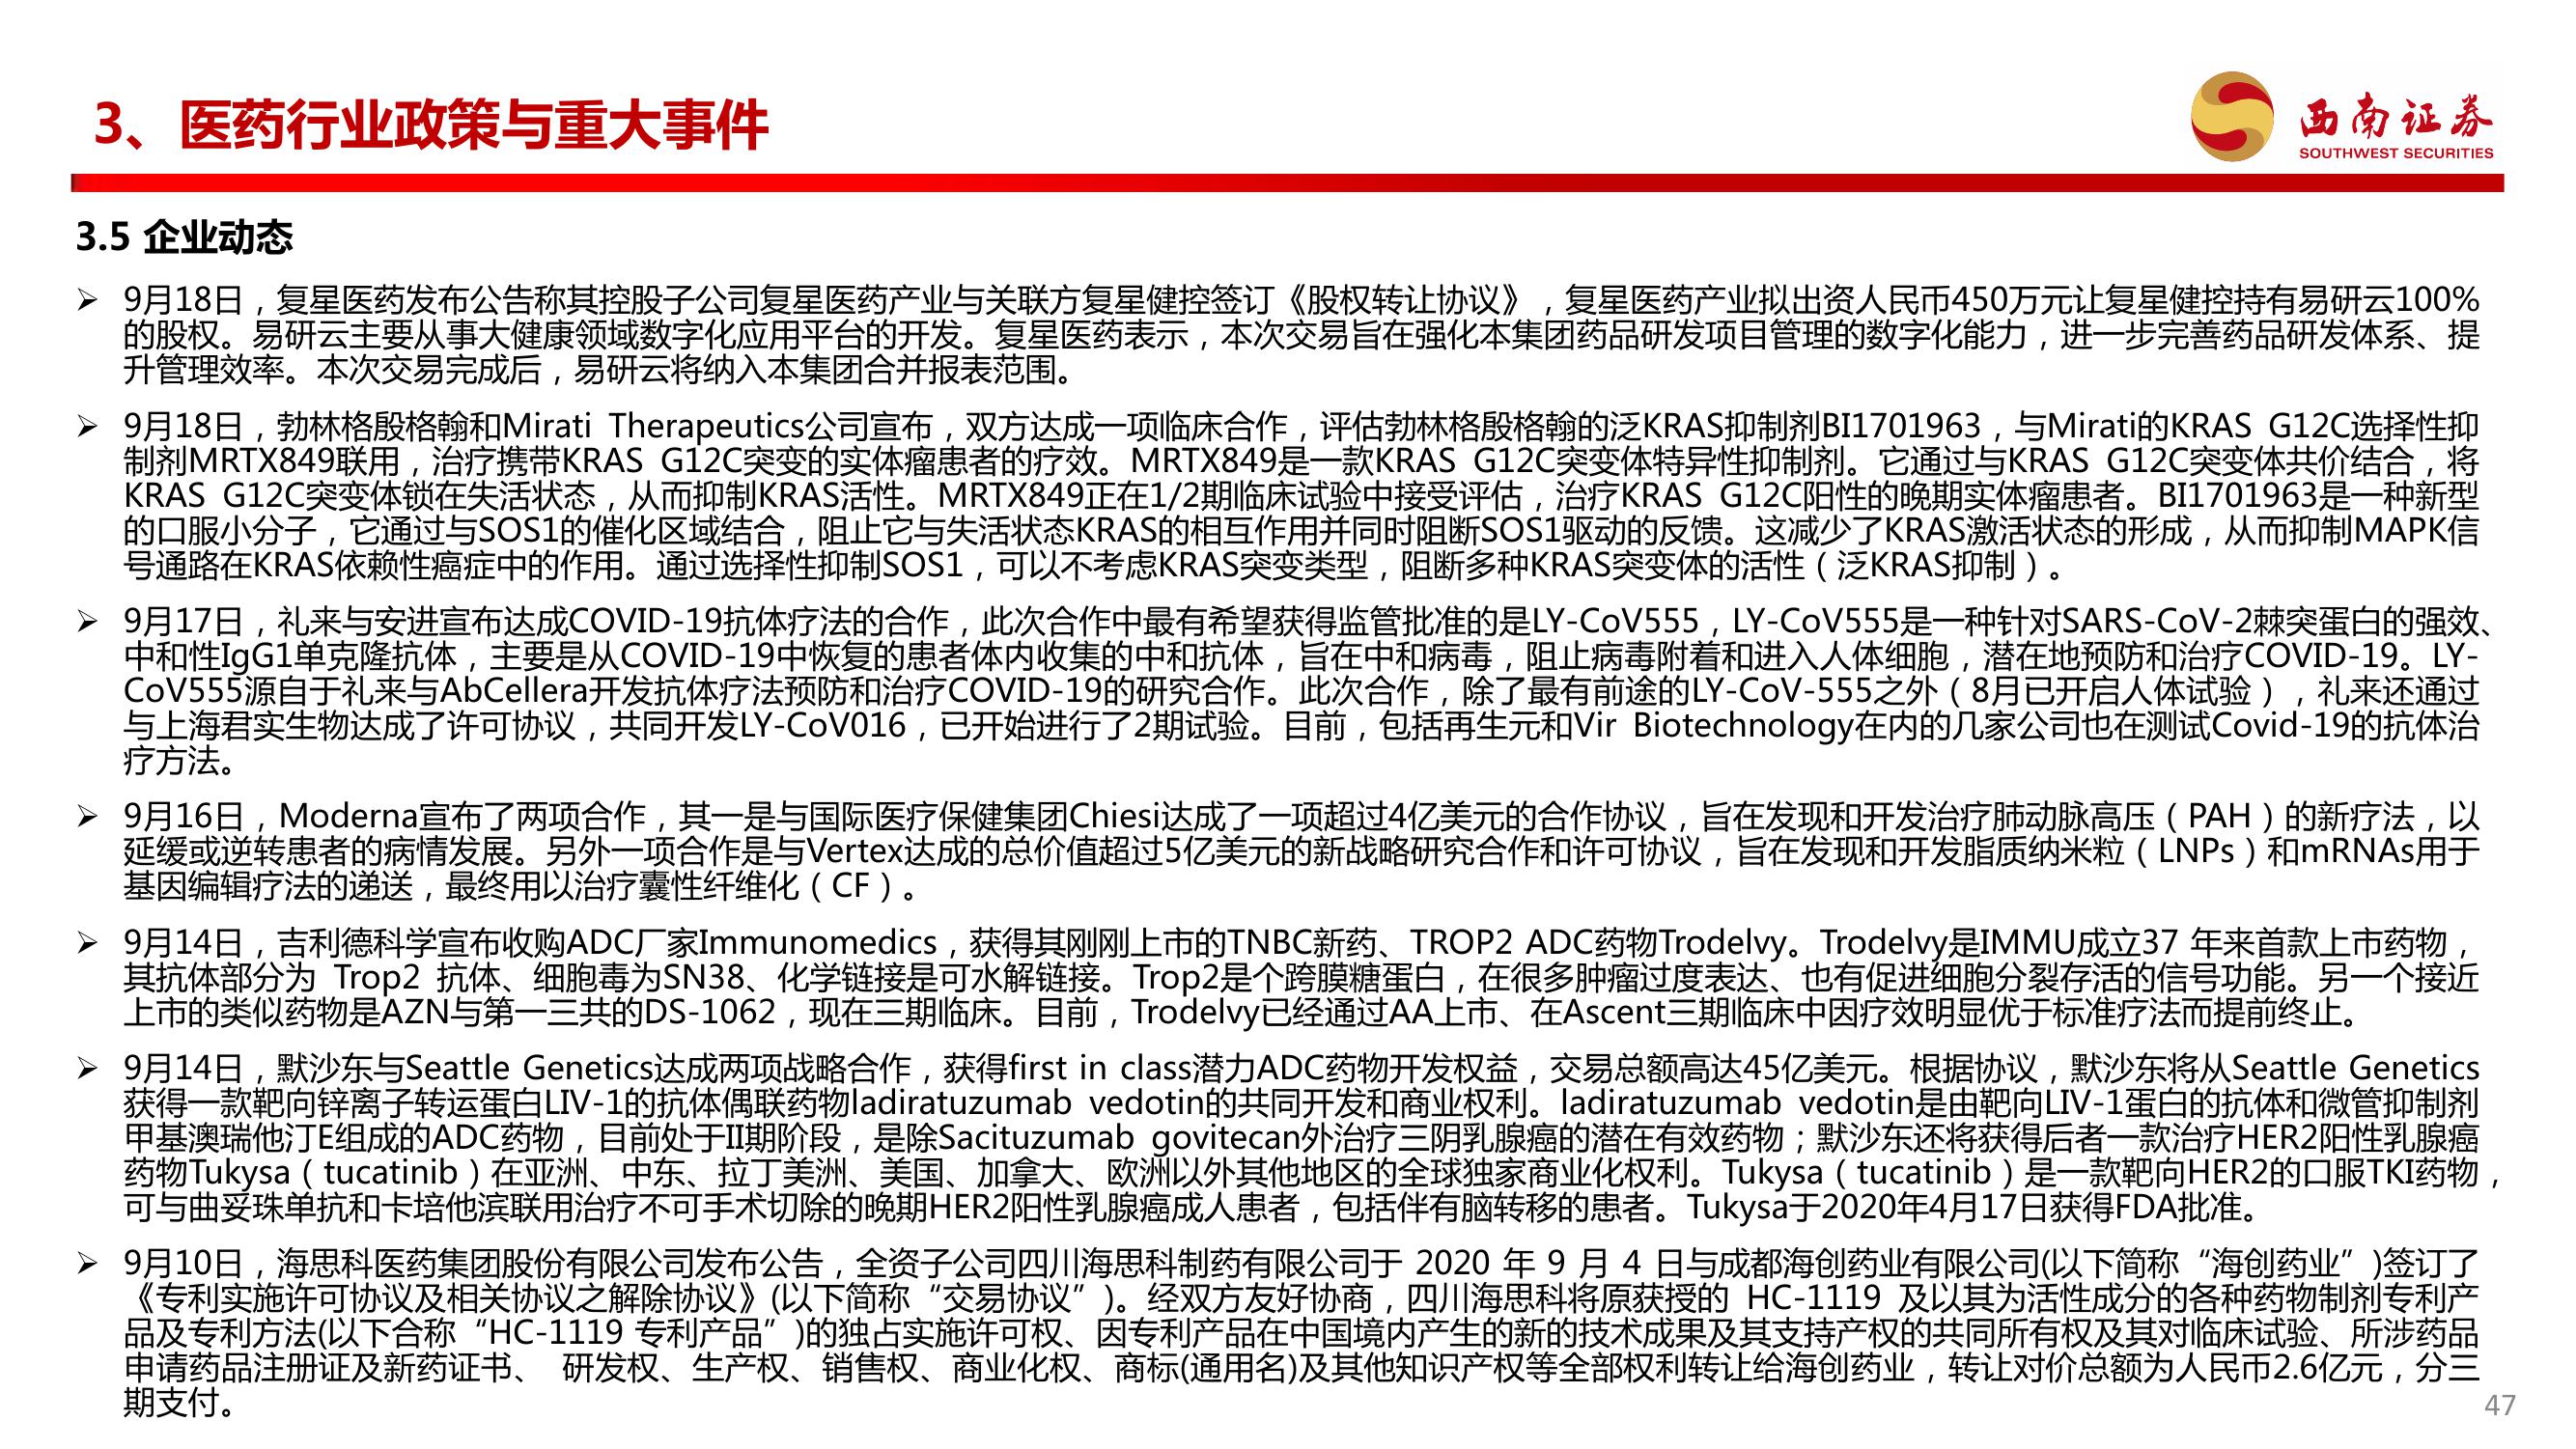 3、医药行业政策与重大事件
西南证券
SOUTHWEST SECURITIES
3.5 企业动态
➢ 9月18日，复星医药发布公告称其控股子公司复星医药产业与关联方复星健控签订《股权转让协议》，复星医药产业拟出资人民币450万元让复星健控持有易研云100%
的股权。易研云主要从事大健康领域数字化应用平台的开发。复星医药表示，本次交易旨在强化本集团药品研发项目管理的数字化能力，进一步完善药品研发体系、提
升管理效率。本次交易完成后，易研云将纳入本集团合并报表范围。
➢ 9月18日，勃林格殷格翰和Mirati Therapeutics公司宣布，双方达成一项临床合作，评估勃林格殷格翰的泛KRAS抑制剂BI1701963，与Mirati的KRAS G12C选择性抑
制剂MRTX849联用，治疗携带KRAS G12C突变的实体瘤患者的疗效。MRTX849是一款KRAS G12C突变体特异性抑制剂。它通过与KRAS G12C突变体共价结合，将
KRAS G12C突变体锁在失活状态，从而抑制KRAS活性。MRTX849正在1/2期临床试验中接受评估，治疗KRAS G12C阳性的晚期实体瘤患者。BI1701963是一种新型
的口服小分子，它通过与SOS1的催化区域结合，阻止它与失活状态KRAS的相互作用并同时阻断SOS1驱动的反馈。这减少了KRAS激活状态的形成，从而抑制MAPK信
号通路在KRAS依赖性癌症中的作用。通过选择性抑制SOS1，可以不考虑KRAS突变类型，阻断多种KRAS突变体的活性（泛KRAS抑制）。
➢ 9月17日，礼来与安进宣布达成COVID-19抗体疗法的合作，此次合作中最有希望获得监管批准的是LY-CoV555，LY-CoV555是一种针对SARS-CoV-2棘突蛋白的强效、
中和性IgG1单克隆抗体，主要是从COVID-19中恢复的患者体内收集的中和抗体，旨在中和病毒，阻止病毒附着和进入人体细胞，潜在地预防和治疗COVID-19。LY-
CoV555源自于礼来与AbCellera开发抗体疗法预防和治疗COVID-19的研究合作。此次合作，除了最有前途的LY-CoV-555之外（8月已开启人体试验），礼来还通过
与上海君实生物达成了许可协议，共同开发LY-CoV016，已开始进行了2期试验。目前，包括再生元和Vir Biotechnology在内的几家公司也在测试Covid-19的抗体治
疗方法。
➢ 9月16日，Moderna宣布了两项合作，其一是与国际医疗保健集团Chiesi达成了一项超过4亿美元的合作协议，旨在发现和开发治疗肺动脉高压（PAH）的新疗法，以
延缓或逆转患者的病情发展。另外一项合作是与Vertex达成的总价值超过5亿美元的新战略研究合作和许可协议，旨在发现和开发脂质纳米粒（LNPs）和mRNAs用于
基因编辑疗法的递送，最终用以治疗囊性纤维化（CF）。
➢ 9月14日，吉利德科学宣布收购ADC厂家Immunomedics，获得其刚刚上市的TNBC新药、TROP2 ADC药物Trodelvy。Trodelvy是IMMU成立37 年来首款上市药物，
其抗体部分为 Trop2 抗体、细胞毒为SN38、化学链接是可水解链接。Trop2是个跨膜糖蛋白，在很多肿瘤过度表达、也有促进细胞分裂存活的信号功能。另一个接近
上市的类似药物是AZN与第一三共的DS-1062，现在三期临床。目前，Trodelvy已经通过AA上市、在Ascent三期临床中因疗效明显优于标准疗法而提前终止。
➢ 9月14日，默沙东与Seattle Genetics达成两项战略合作，获得first in class潜力ADC药物开发权益，交易总额高达45亿美元。根据协议，默沙东将从Seattle Genetics
获得一款靶向锌离子转运蛋白LIV-1的抗体偶联药物ladiratuzumab vedotin的共同开发和商业权利。ladiratuzumab vedotin是由靶向LIV-1蛋白的抗体和微管抑制剂
甲基澳瑞他汀E组成的ADC药物，目前处于II期阶段，是除Sacituzumab govitecan外治疗三阴乳腺癌的潜在有效药物；默沙东还将获得后者一款治疗HER2阳性乳腺癌
药物Tukysa（tucatinib）在亚洲、中东、拉丁美洲、美国、加拿大、欧洲以外其他地区的全球独家商业化权利。Tukysa（tucatinib）是一款靶向HER2的口服TKI药物，
可与曲妥珠单抗和卡培他滨联用治疗不可手术切除的晚期HER2阳性乳腺癌成人患者，包括伴有脑转移的患者。Tukysa于2020年4月17日获得FDA批准。
➢ 9月10日，海思科医药集团股份有限公司发布公告，全资子公司四川海思科制药有限公司于 2020 年 9 月 4 日与成都海创药业有限公司(以下简称“海创药业”)签订了
《专利实施许可协议及相关协议之解除协议》(以下简称“交易协议”)。经双方友好协商，四川海思科将原获授的 HC-1119 及以其为活性成分的各种药物制剂专利产
品及专利方法(以下合称“HC-1119 专利产品”)的独占实施许可权、因专利产品在中国境内产生的新的技术成果及其支持产权的共同所有权及其对临床试验、所涉药品
申请药品注册证及新药证书、 研发权、生产权、销售权、商业化权、商标(通用名)及其他知识产权等全部权利转让给海创药业，转让对价总额为人民币2.6亿元，分三
期支付。
47